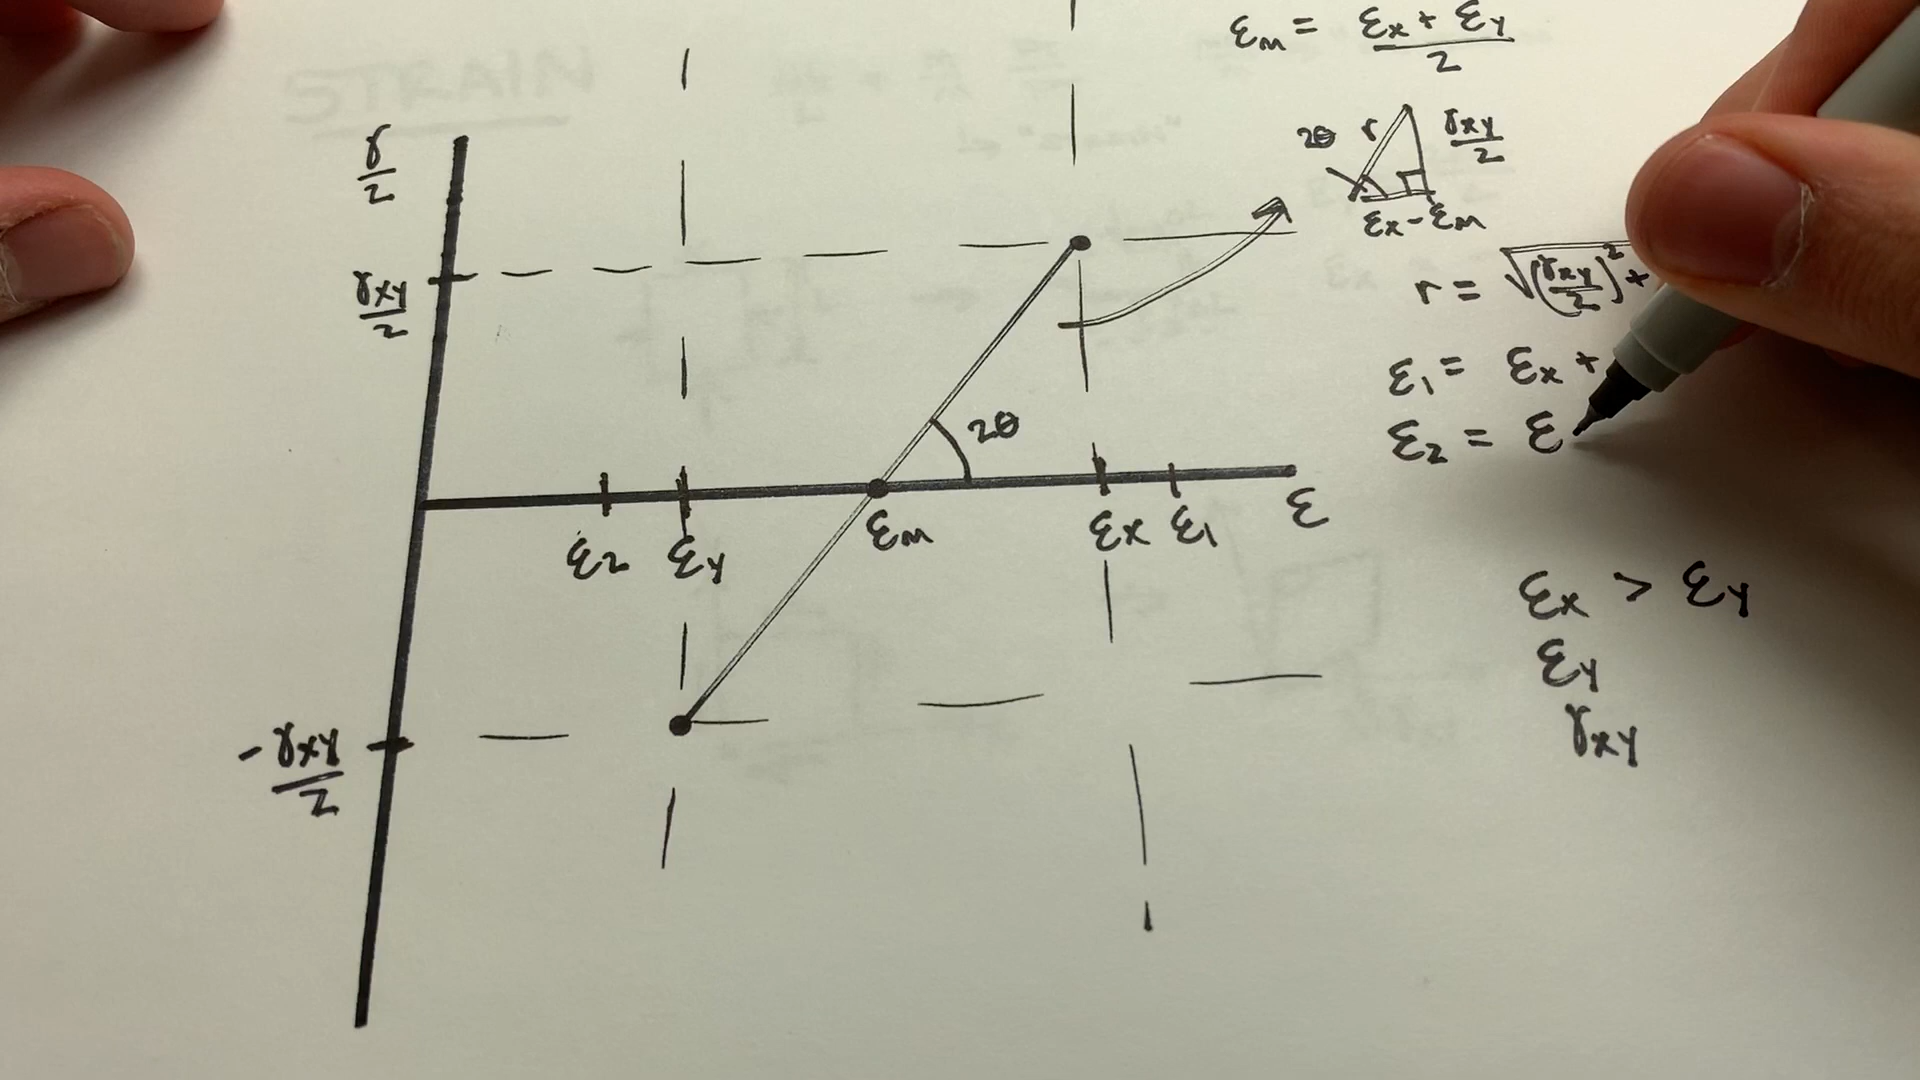 εm = εx + εy / 2
STRAIN
γ/2
2θ r γxy/2
εx - εm
γxy/2
r = √(γxy/2)² +
ε1 = εx +
2θ
ε2 = ε
ε2 εy εm εx ε1 ε
εx > εy
εy
γxy
-γxy/2